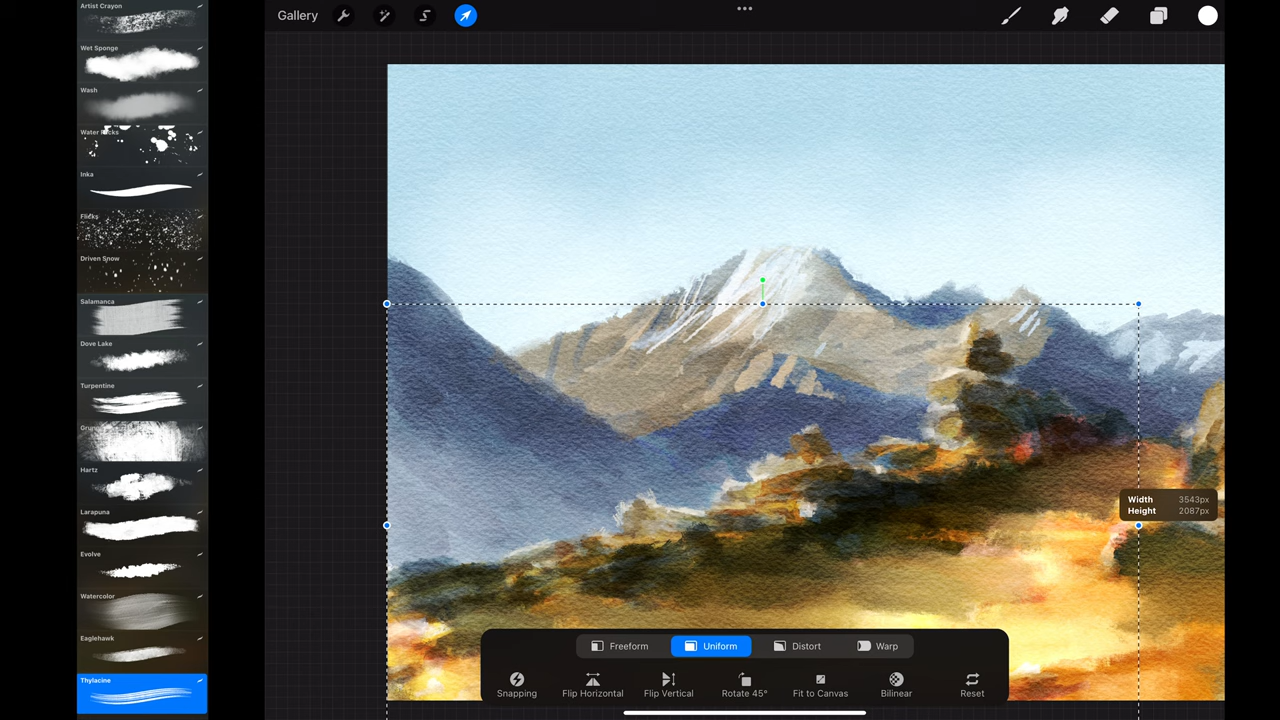 Artist Crayon
Wet Sponge
Wash
Water
Inka
Flicks
Driven Snow
Salamanca
Dove Lake
Turpentine
Hartz
Larapuna
Evolve
Watercolor
Eaglehawk
Thylacine
Gallery
Width 3543px
Height 2087px
Freeform Uniform Distort Warp
Snapping Flip Horizontal Flip Vertical Rotate 45° Fit to Canvas Bilinear Reset